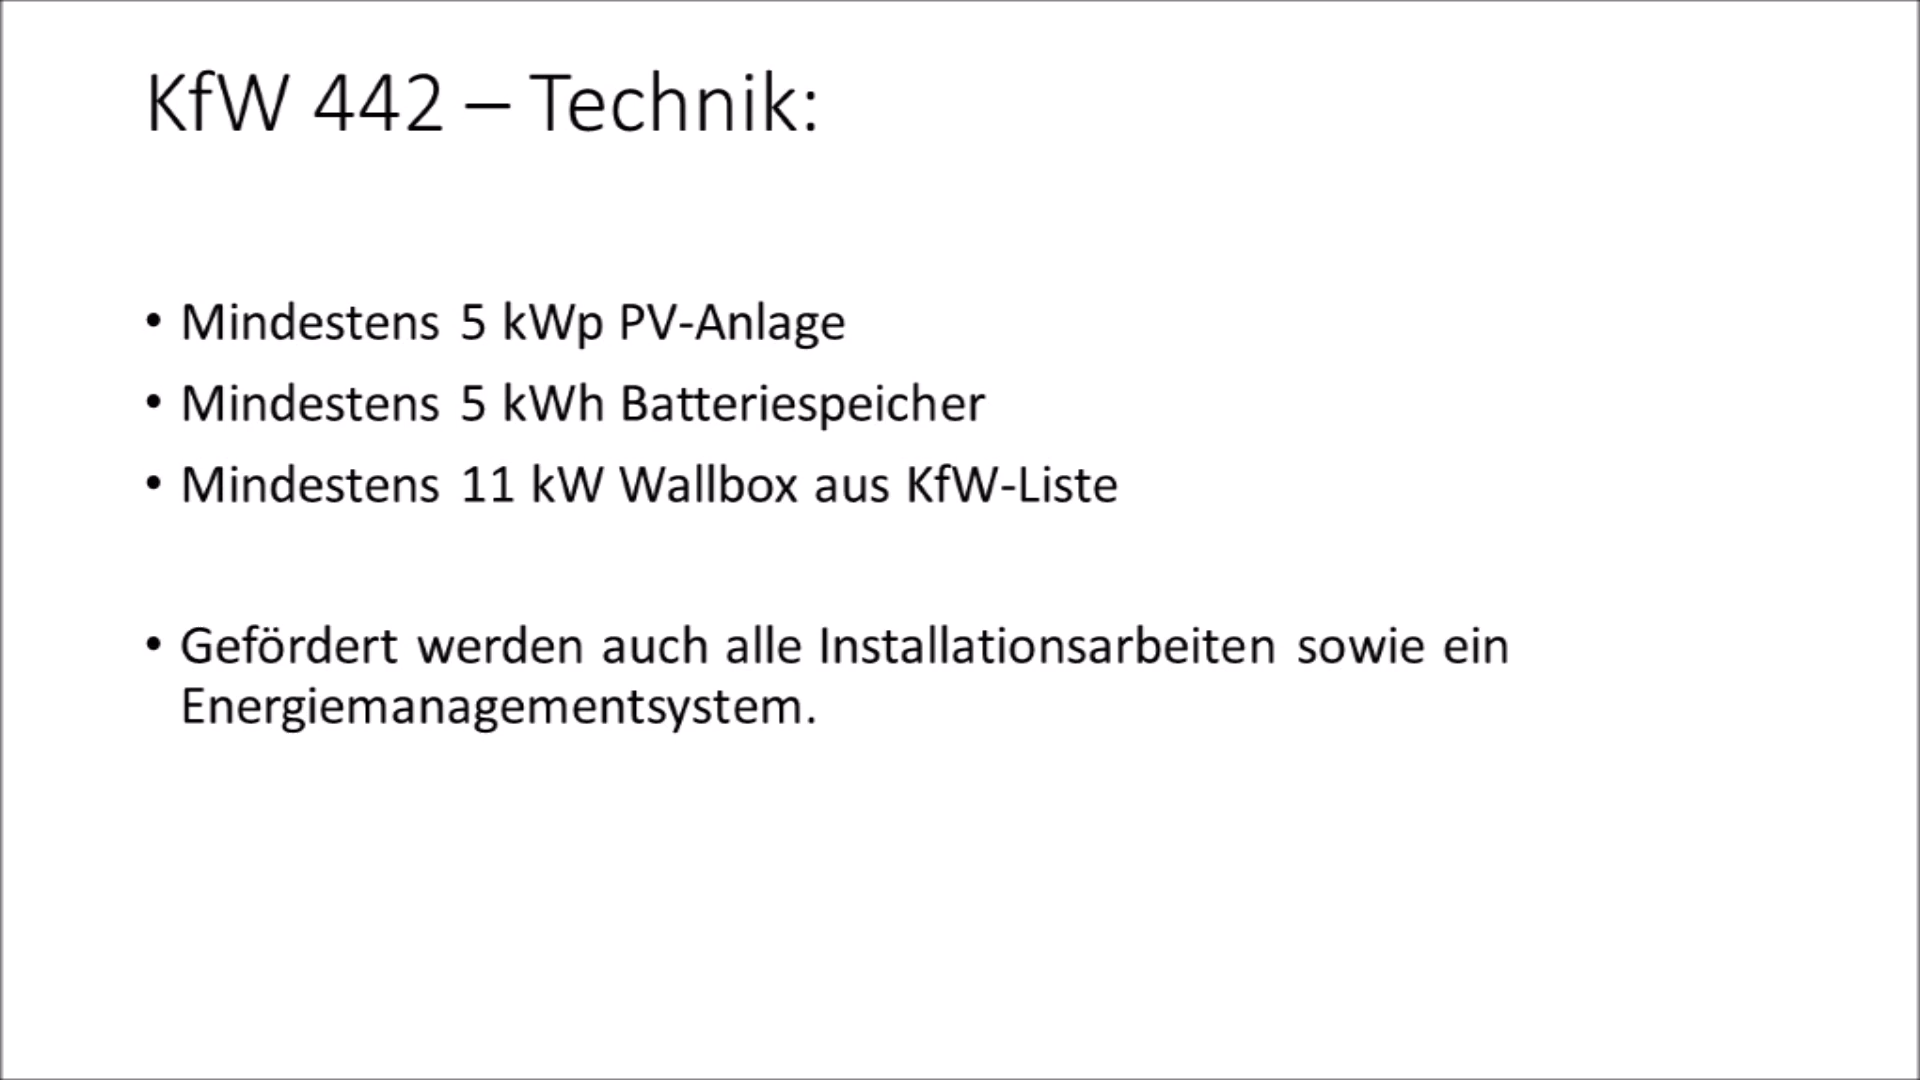 KfW 442 – Technik:
• Mindestens 5 kWp PV-Anlage
• Mindestens 5 kWh Batteriespeicher
• Mindestens 11 kW Wallbox aus KfW-Liste
• Gefördert werden auch alle Installationsarbeiten sowie ein
Energiemanagementsystem.